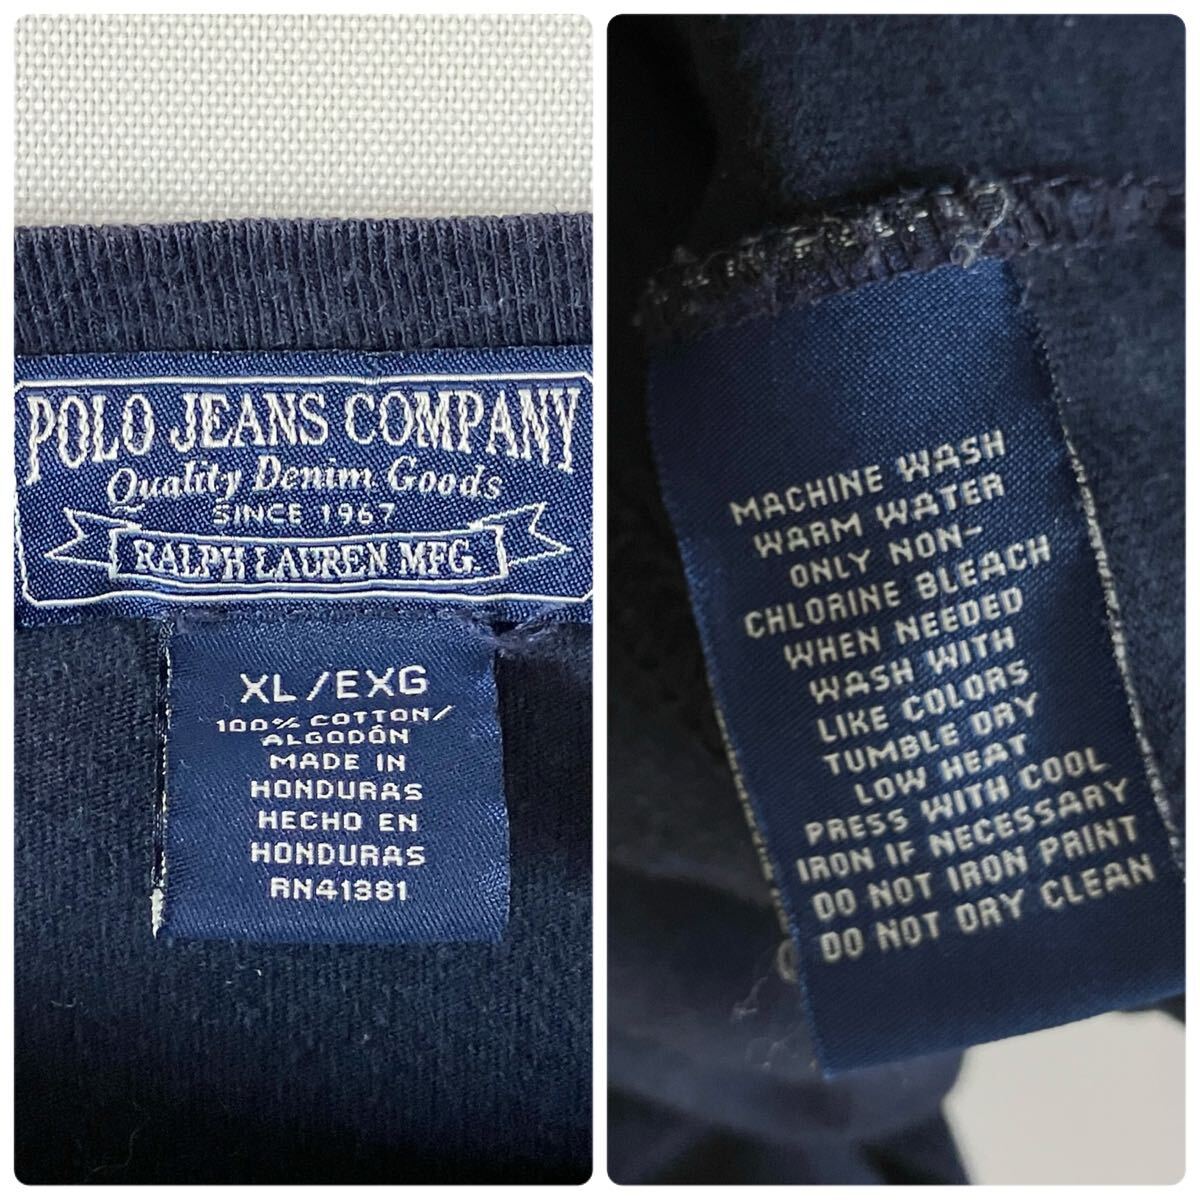 POLO JEANS COMPANY
Quality Denim Goods
SINCE 1967
RALPH LAUREN MFG.
XL/EXG
100% COTTON/
ALGODÓN
MADE IN
HONDURAS
HECHO EN
HONDURAS
RN41381
MACHINE WASH
WARM WATER
ONLY NON-
CHLORINE BLEACH
WHEN NEEDED
WASH WITH
LIKE COLORS
TUMBLE DRY
LOW HEAT
PRESS WITH COOL
IRON IF NECESSARY
DO NOT IRON PRINT
DO NOT DRY CLEAN